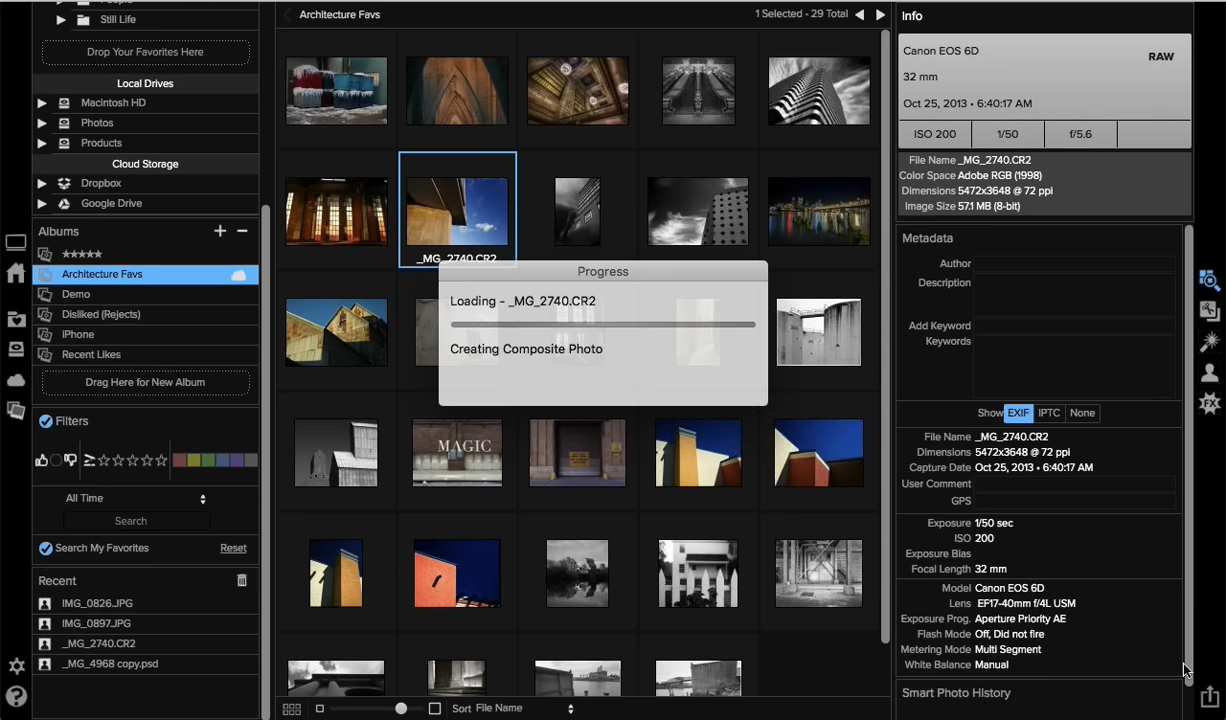 Still Life
Drop Your Favorites Here
Local Drives
Macintosh HD
Photos
Products
Cloud Storage
Dropbox
Google Drive
Albums
★★★★★
Architecture Favs
Demo
Disliked (Rejects)
iPhone
Recent Likes
Drag Here for New Album
Filters
All Time
Search
Search My Favorites Reset
Recent
IMG_0826.JPG
IMG_0897.JPG
_MG_2740.CR2
_MG_4968 copy.psd
Architecture Favs 1 Selected - 29 Total
_MG_2740.CR2
Progress
Loading - _MG_2740.CR2
Creating Composite Photo
MAGIC
Sort File Name
Info
Canon EOS 6D RAW
32 mm
Oct 25, 2013 • 6:40:17 AM
ISO 200 1/50 f/5.6
File Name _MG_2740.CR2
Color Space Adobe RGB (1998)
Dimensions 5472x3648 @ 72 ppi
Image Size 57.1 MB (8-bit)
Metadata
Author
Description
Add Keyword
Keywords
Show EXIF IPTC None
File Name _MG_2740.CR2
Dimensions 5472x3648 @ 72 ppi
Capture Date Oct 25, 2013 • 6:40:17 AM
User Comment
GPS
Exposure 1/50 sec
ISO 200
Exposure Bias
Focal Length 32 mm
Model Canon EOS 6D
Lens EF17-40mm f/4L USM
Exposure Prog. Aperture Priority AE
Flash Mode Off, Did not fire
Metering Mode Multi Segment
White Balance Manual
Smart Photo History
FX